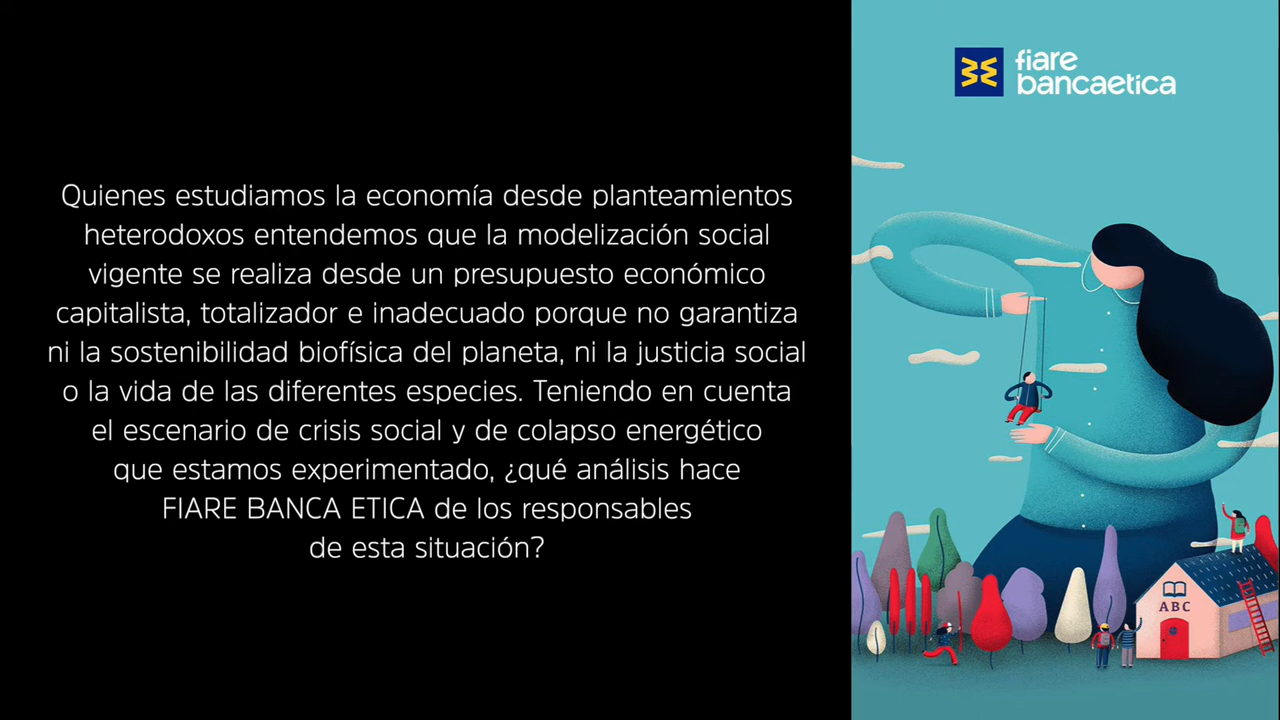 Quienes estudiamos la economía desde planteamientos
heterodoxos entendemos que la modelización social
vigente se realiza desde un presupuesto económico
capitalista, totalizador e inadecuado porque no garantiza
ni la sostenibilidad biofísica del planeta, ni la justicia social
o la vida de las diferentes especies. Teniendo en cuenta
el escenario de crisis social y de colapso energético
que estamos experimentado, ¿qué análisis hace
FIARE BANCA ETICA de los responsables
de esta situación?
fiare
bancaetica
ABC